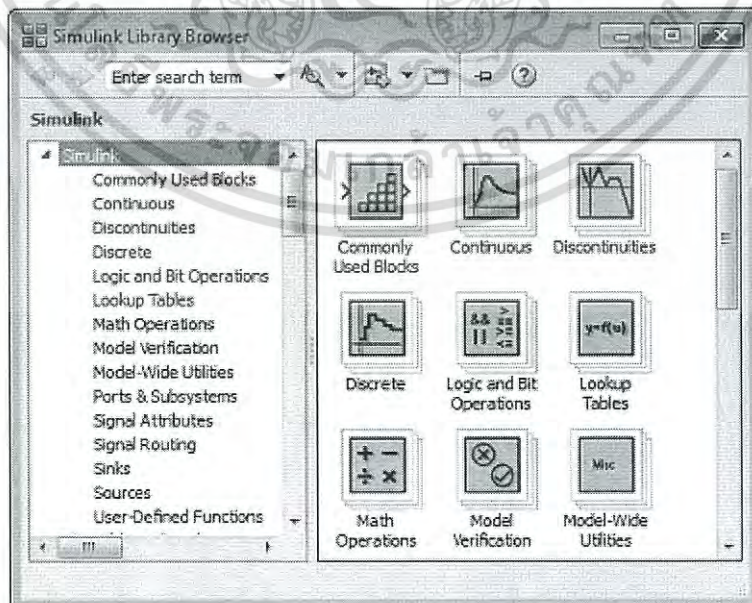 Simulink Library Browser
Enter search term
Simulink
Simulink
Commonly Used Blocks
Continuous
Discontinuities
Discrete
Logic and Bit Operations
Lookup Tables
Math Operations
Model Verification
Model-Wide Utilities
Ports & Subsystems
Signal Attributes
Signal Routing
Sinks
Sources
User-Defined Functions
Commonly Used Blocks
Continuous
Discontinuities
&& >
|| >=
<=
y=f(u)
Discrete
Logic and Bit Operations
Lookup Tables
+ −
÷ ×
Misc
Math Operations
Model Verification
Model-Wide Utilities